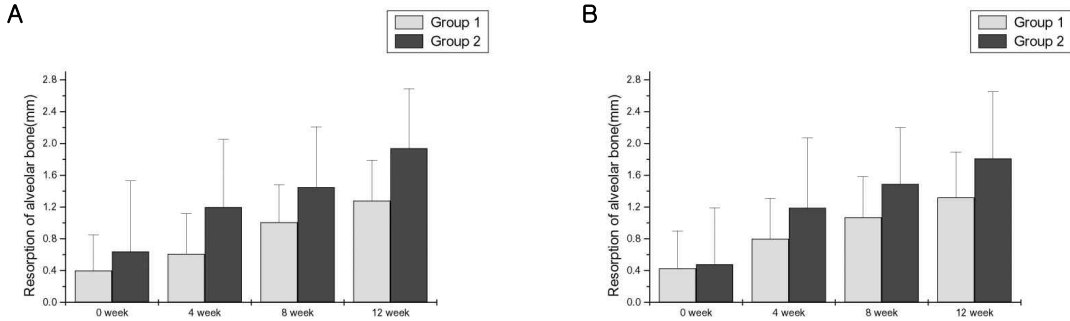 A
Group 1
Group 2
Resorption of alveolar bone(mm)
2.8
2.4
2.0
1.6
1.2
0.8
0.4
0.0
0 week
4 week
8 week
12 week
B
Group 1
Group 2
Resorption of alveolar bone(mm)
2.8
2.4
2.0
1.6
1.2
0.8
0.4
0.0
0 week
4 week
8 week
12 week